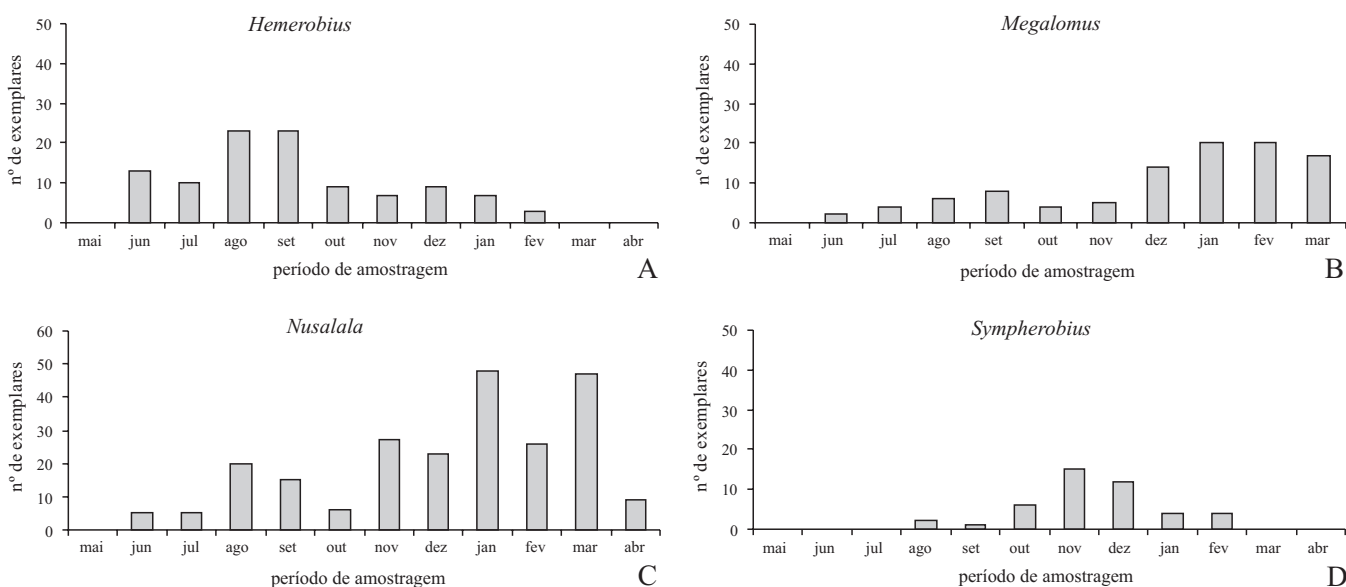 Hemerobius
nº de exemplares
50
40
30
20
10
0
mai jun jul ago set out nov dez jan fev mar abr
período de amostragem
A
Megalomus
nº de exemplares
50
40
30
20
10
0
mai jun jul ago set out nov dez jan fev mar
período de amostragem
B
Nusalala
nº de exemplares
60
50
40
30
20
10
0
mai jun jul ago set out nov dez jan fev mar abr
período de amostragem
C
Sympherobius
nº de exemplares
50
40
30
20
10
0
mai jun jul ago set out nov dez jan fev mar abr
período de amostragem
D